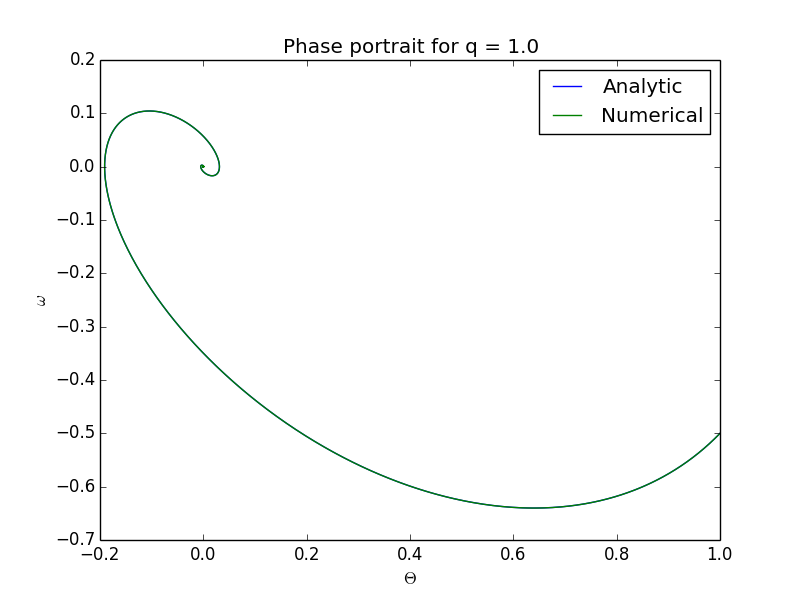 Phase portrait for q = 1.0
Analytic
Numerical
0.2
0.1
0.0
−0.1
−0.2
−0.3
−0.4
−0.5
−0.6
−0.7
ω
−0.2 0.0 0.2 0.4 0.6 0.8 1.0
Θ